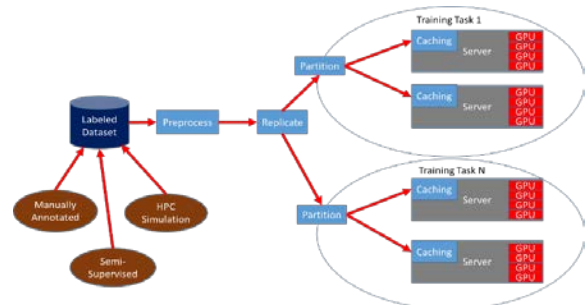 Training Task 1
Caching
Server
GPU
GPU
GPU
GPU
Partition
Caching
Server
GPU
GPU
GPU
GPU
Labeled
Dataset
Preprocess
Replicate
Training Task N
Caching
Server
GPU
GPU
GPU
GPU
Manually
Annotated
HPC
Simulation
Partition
Caching
Server
GPU
GPU
GPU
GPU
Semi-
Supervised